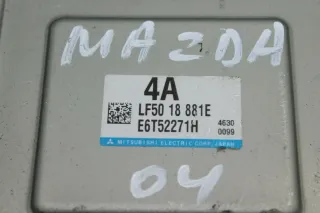 MAZDA
4A
LF50 18 881E
E6T52271H
4630
0099
MITSUBISHI ELECTRIC CORP. JAPAN
04